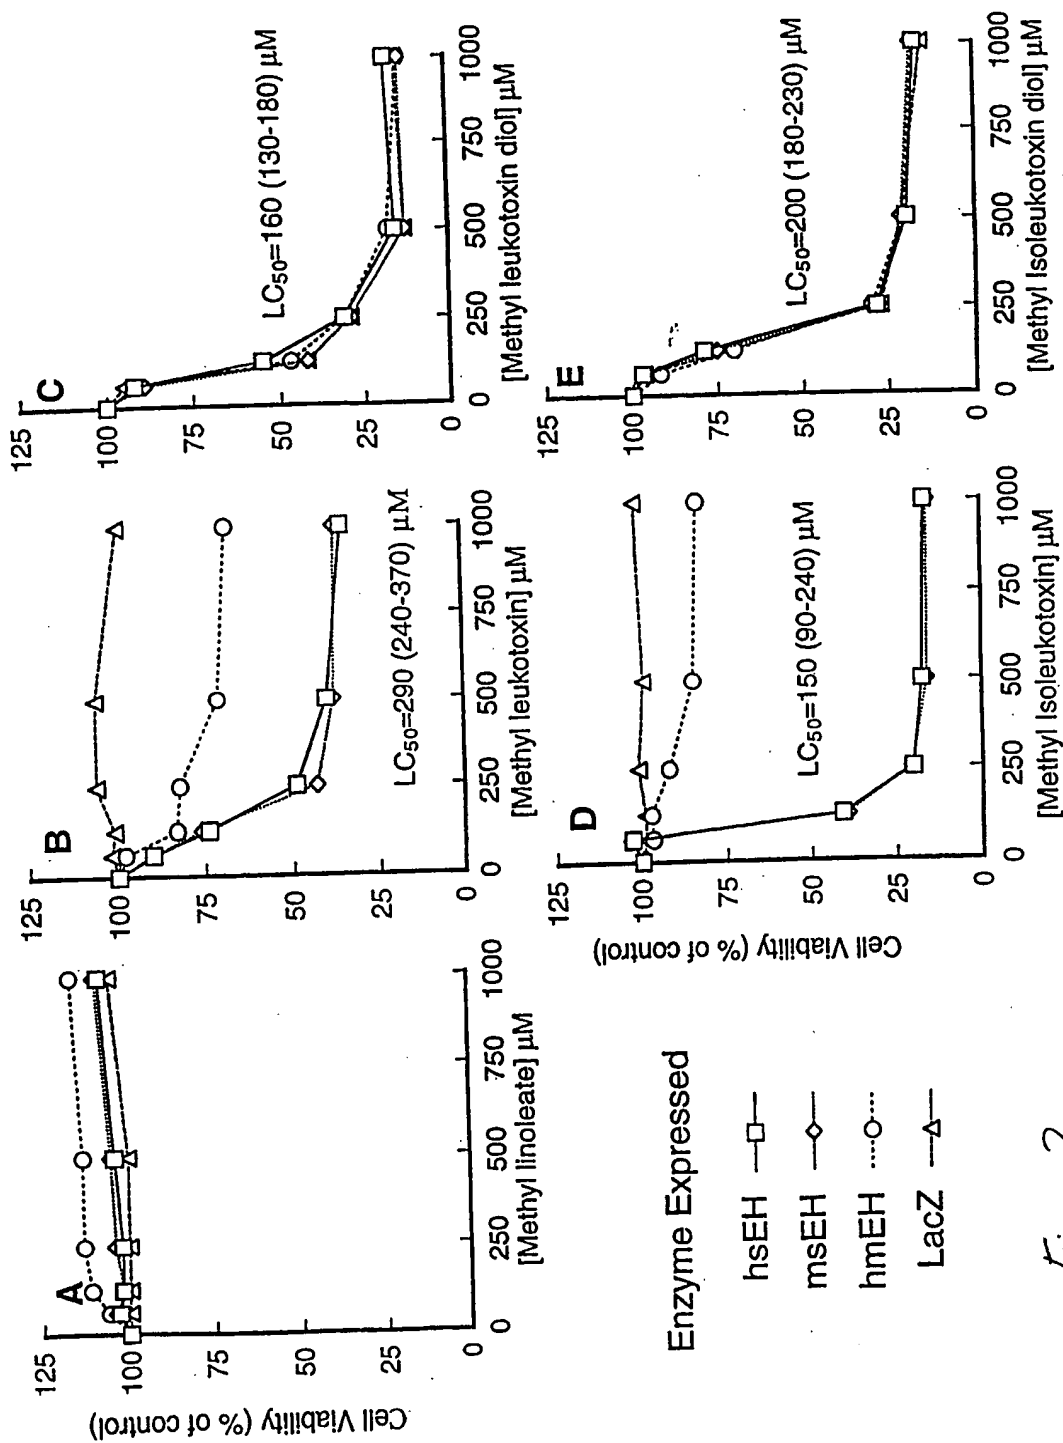 A
Cell Viability (% of control)
125
100
75
50
25
0
0
250
500
750
1000
[Methyl linoleate] µM
B
125
100
75
50
25
0
LC50=290 (240-370) µM
0
250
500
750
1000
[Methyl leukotoxin] µM
C
125
100
75
50
25
0
LC50=160 (130-180) µM
0
250
500
750
1000
[Methyl leukotoxin diol] µM
Enzyme Expressed
hsEH
msEH
hmEH
LacZ
D
Cell Viability (% of control)
125
100
75
50
25
0
LC50=150 (90-240) µM
0
250
500
750
1000
[Methyl Isoleukotoxin] µM
E
125
100
75
50
25
0
LC50=200 (180-230) µM
0
250
500
750
1000
[Methyl Isoleukotoxin diol] µM